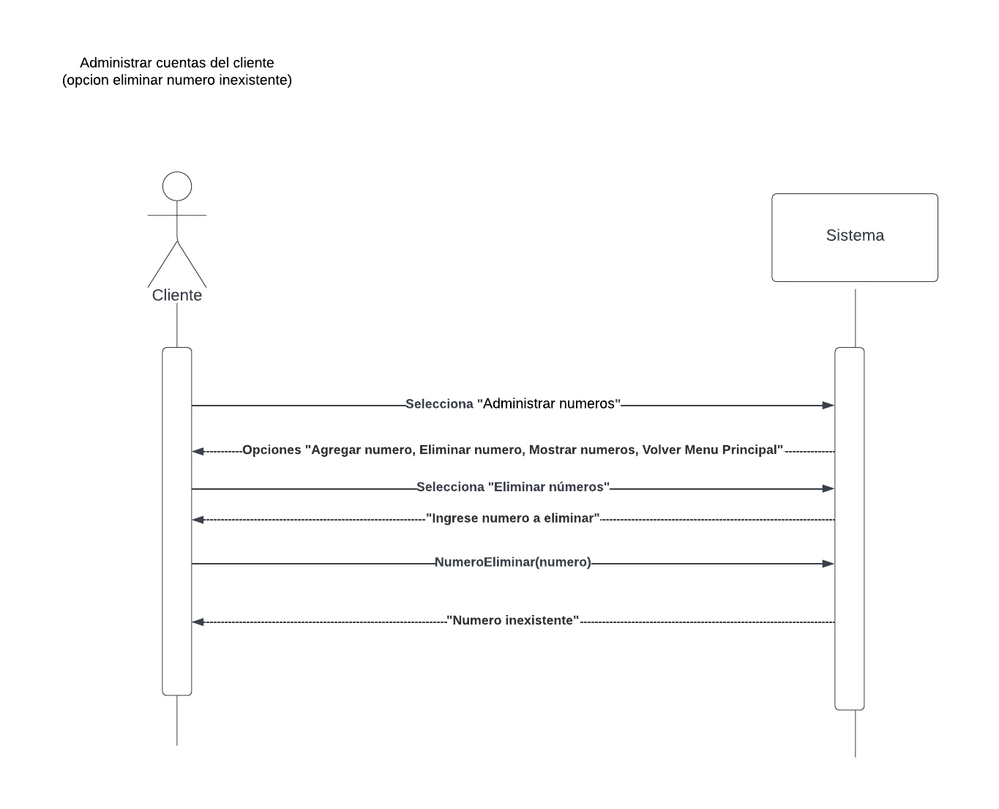 Administrar cuentas del cliente
(opcion eliminar numero inexistente)
Sistema
Cliente
Selecciona "Administrar numeros"
Opciones "Agregar numero, Eliminar numero, Mostrar numeros, Volver Menu Principal"
Selecciona "Eliminar números"
"Ingrese numero a eliminar"
NumeroEliminar(numero)
"Numero inexistente"